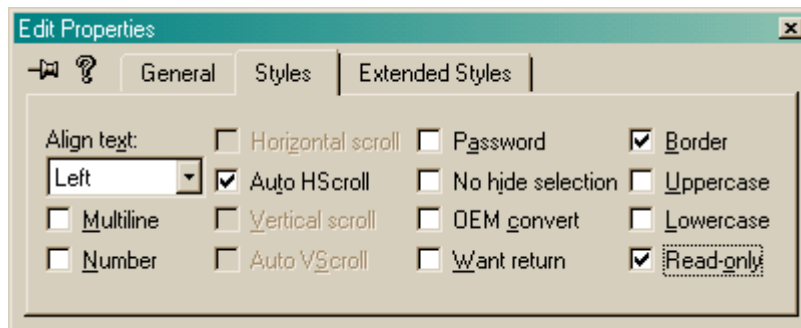 Edit Properties
General Styles Extended Styles
Align text: Horizontal scroll Password Border
Left Auto HScroll No hide selection Uppercase
Multiline Vertical scroll OEM convert Lowercase
Number Auto VScroll Want return Read-only